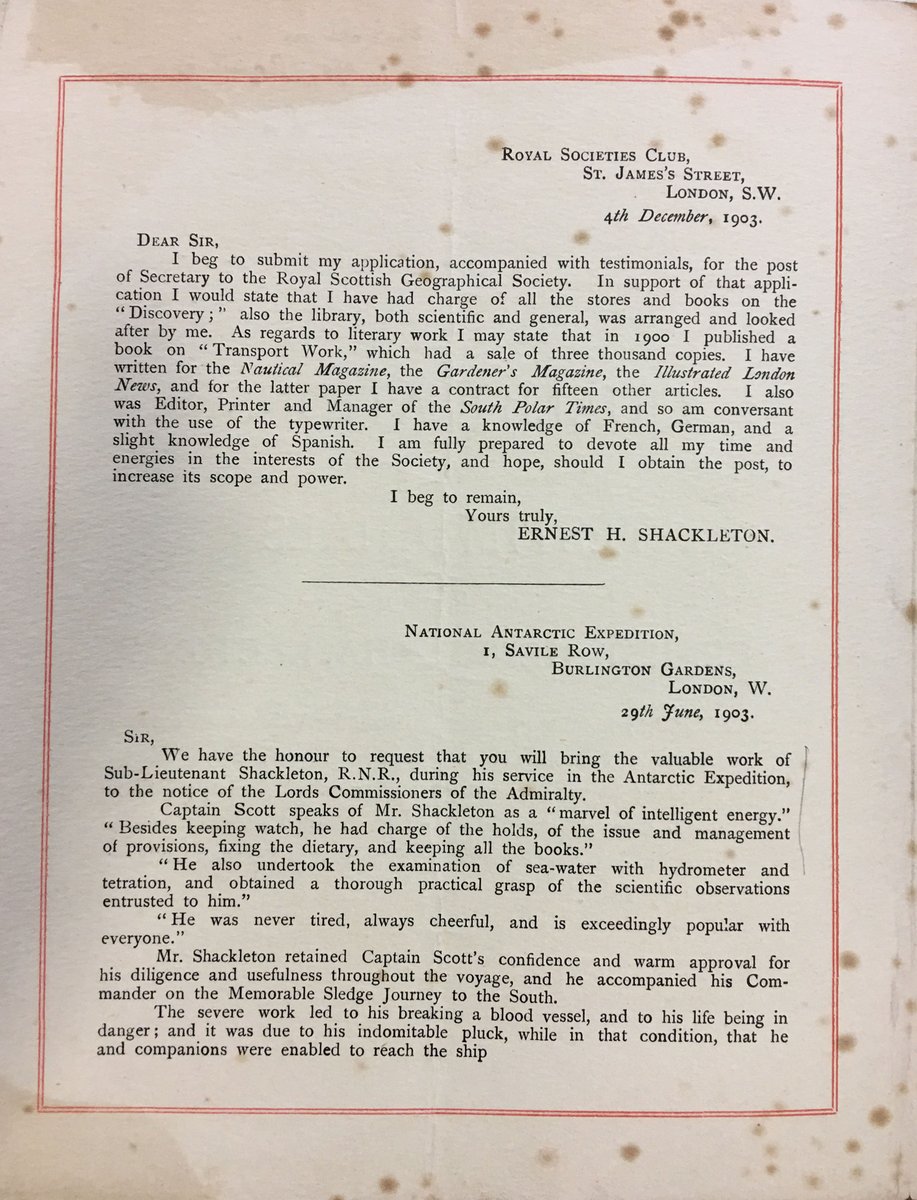 Royal Societies Club,
St. James's Street,
London, S.W.
4th December, 1903.
Dear Sir,
I beg to submit my application, accompanied with testimonials, for the post
of Secretary to the Royal Scottish Geographical Society. In support of that appli-
cation I would state that I have had charge of all the stores and books on the
“Discovery;” also the library, both scientific and general, was arranged and looked
after by me. As regards to literary work I may state that in 1900 I published a
book on “Transport Work,” which had a sale of three thousand copies. I have
written for the Nautical Magazine, the Gardener's Magazine, the Illustrated London
News, and for the latter paper I have a contract for fifteen other articles. I also
was Editor, Printer and Manager of the South Polar Times, and so am conversant
with the use of the typewriter. I have a knowledge of French, German, and a
slight knowledge of Spanish. I am fully prepared to devote all my time and
energies in the interests of the Society, and hope, should I obtain the post, to
increase its scope and power.
I beg to remain,
Yours truly,
ERNEST H. SHACKLETON.
National Antarctic Expedition,
1, Savile Row,
Burlington Gardens,
London, W.
29th June, 1903.
Sir,
We have the honour to request that you will bring the valuable work of
Sub-Lieutenant Shackleton, R.N.R., during his service in the Antarctic Expedition,
to the notice of the Lords Commissioners of the Admiralty.
Captain Scott speaks of Mr. Shackleton as a “marvel of intelligent energy.”
“Besides keeping watch, he had charge of the holds, of the issue and management
of provisions, fixing the dietary, and keeping all the books.”
“He also undertook the examination of sea-water with hydrometer and
tetration, and obtained a thorough practical grasp of the scientific observations
entrusted to him.”
“He was never tired, always cheerful, and is exceedingly popular with
everyone.”
Mr. Shackleton retained Captain Scott's confidence and warm approval for
his diligence and usefulness throughout the voyage, and he accompanied his Com-
mander on the Memorable Sledge Journey to the South.
The severe work led to his breaking a blood vessel, and to his life being in
danger; and it was due to his indomitable pluck, while in that condition, that he
and companions were enabled to reach the ship